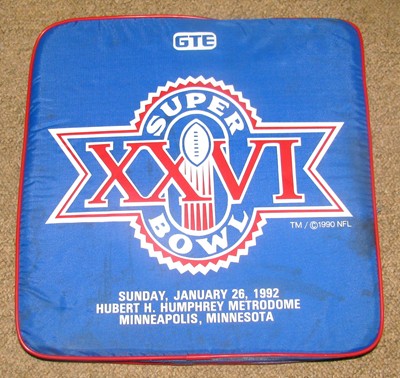 GTE
SUPER
XXVI
BOWL
TM / ©1990 NFL
SUNDAY, JANUARY 26, 1992
HUBERT H. HUMPHREY METRODOME
MINNEAPOLIS, MINNESOTA